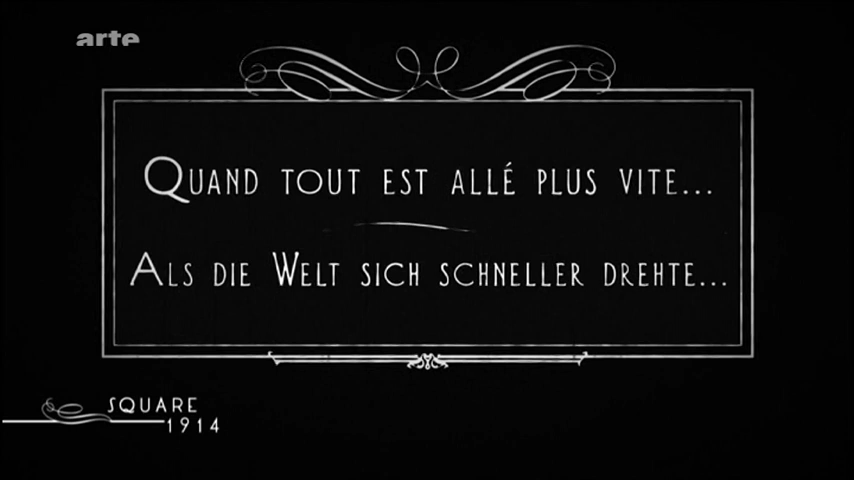 arte
Quand tout est allé plus vite...
Als die Welt sich schneller drehte...
SQUARE
1914